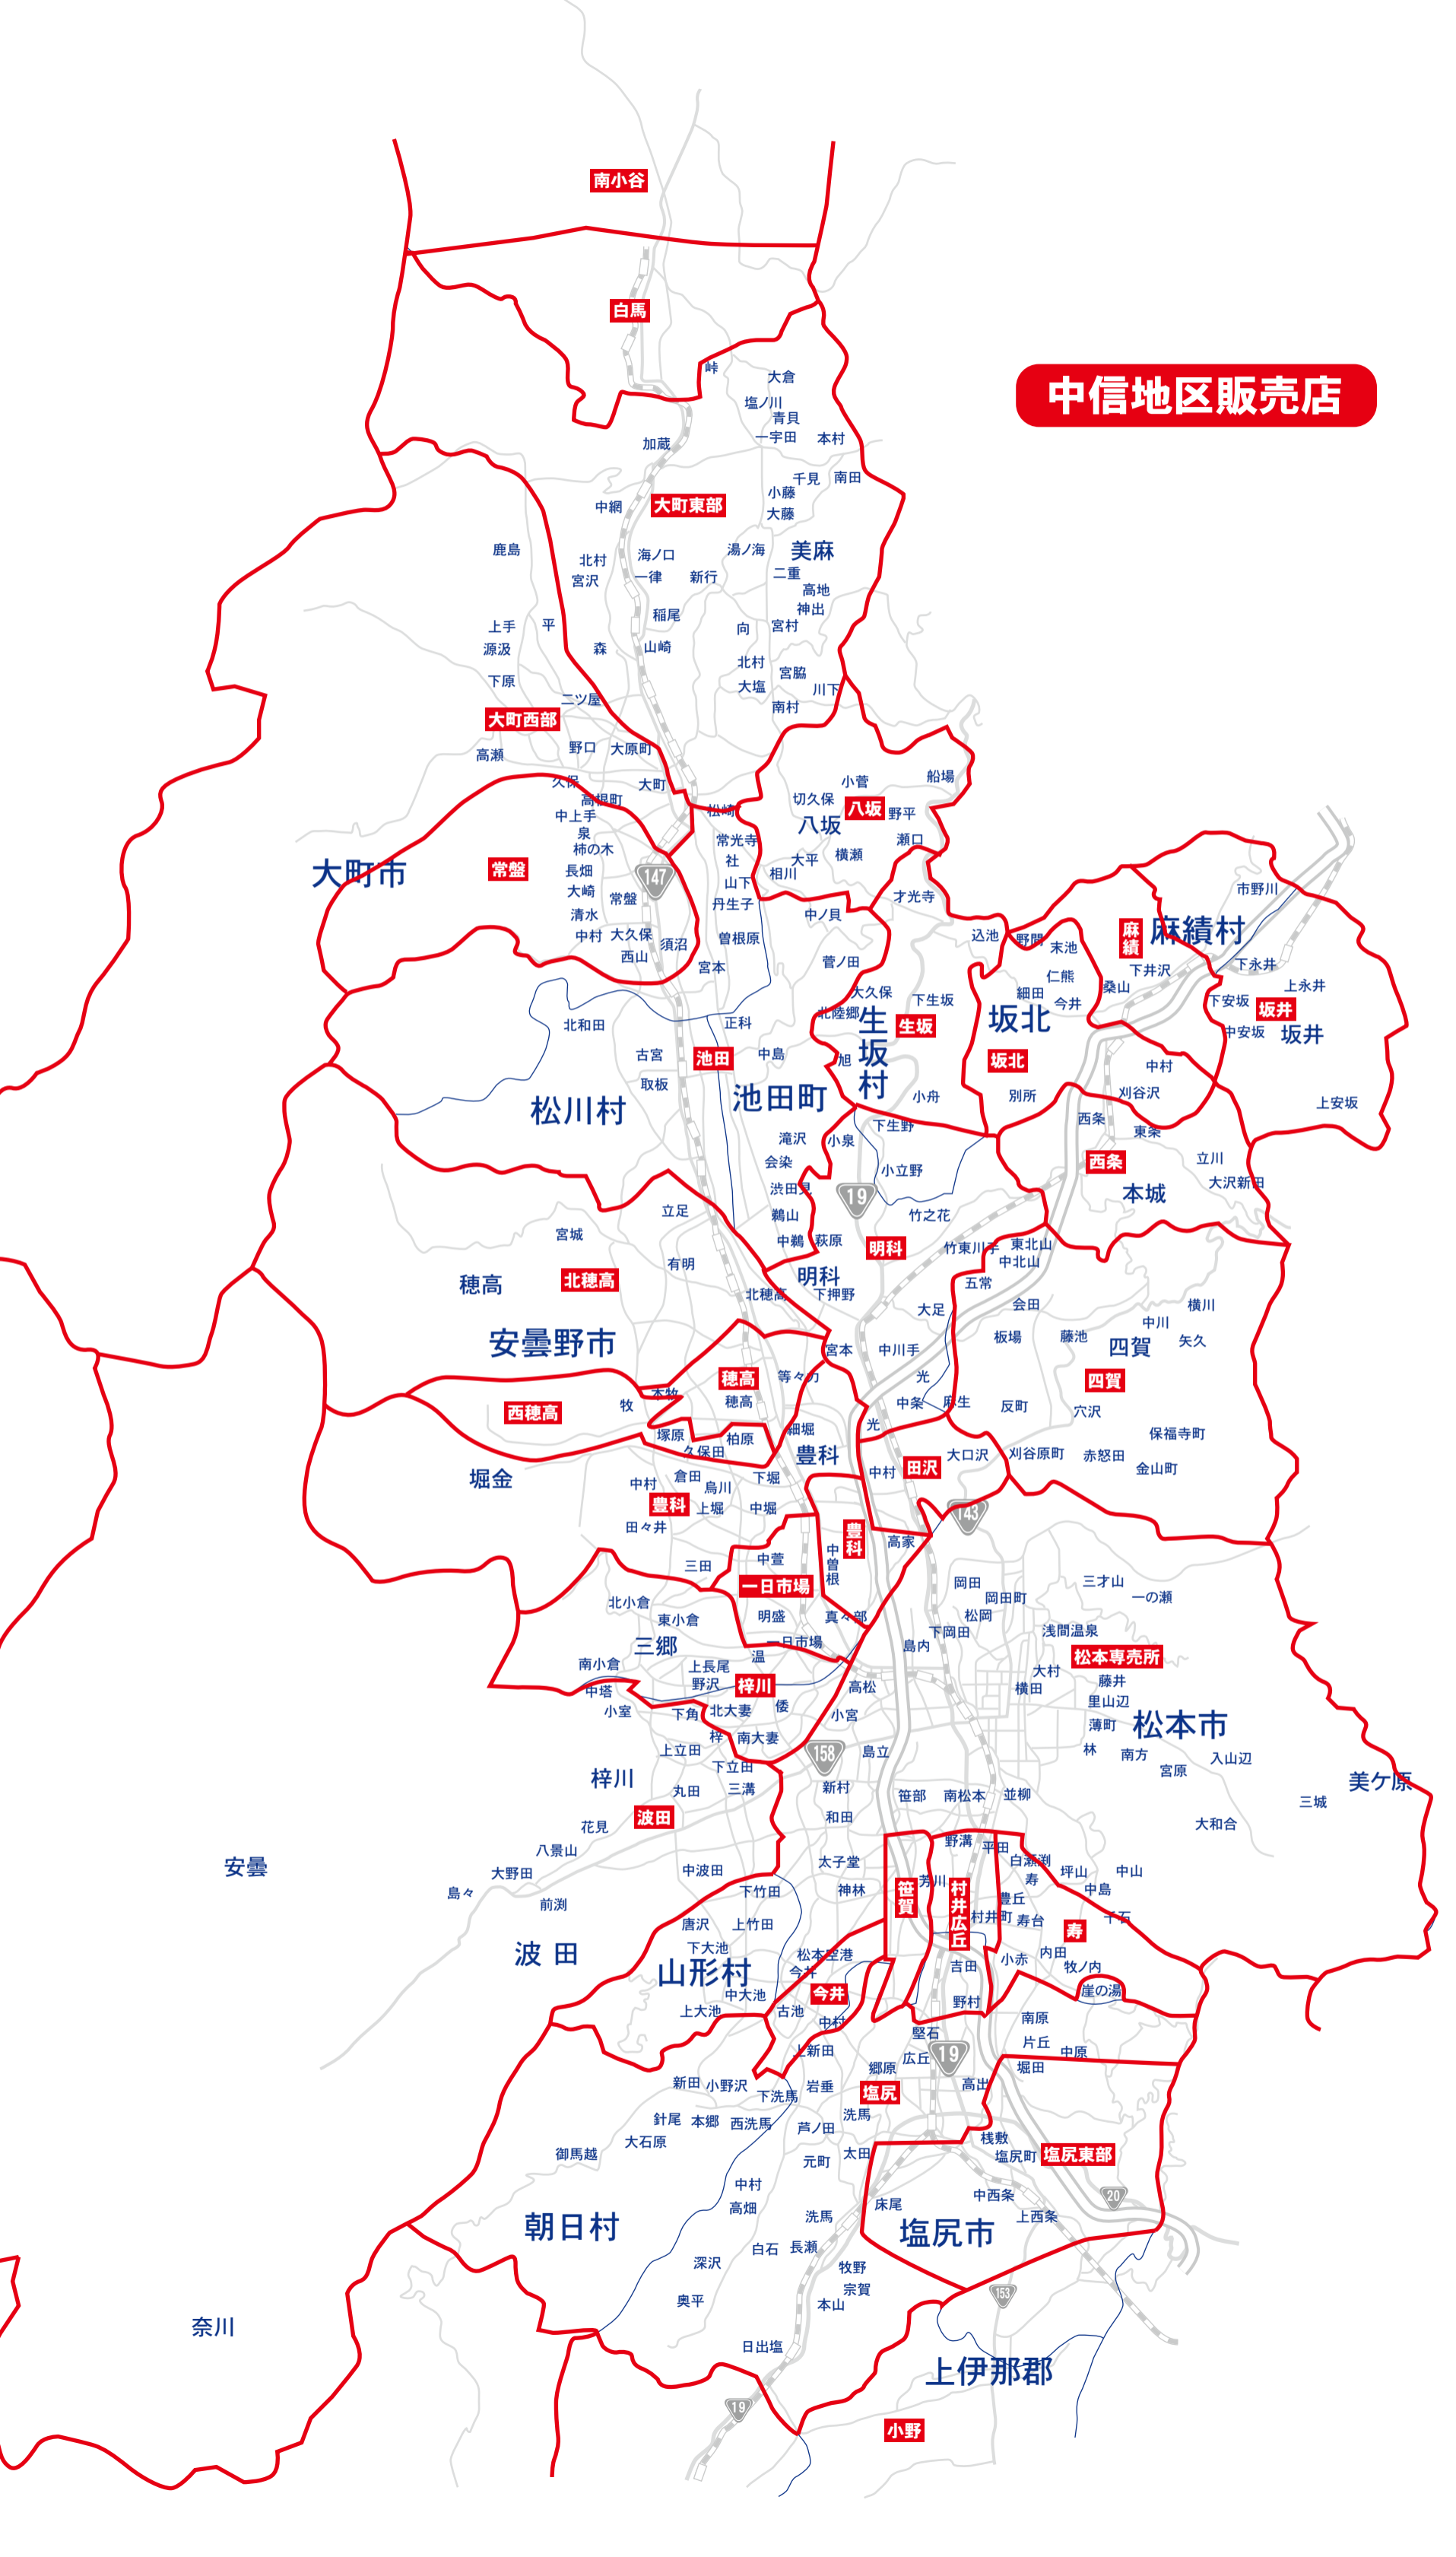 南小谷
白馬
中信地区販売店
峠
大倉
塩ノ川
青貝
一宇田
本村
加蔵
千見
南田
小藤
中網
大町東部
大藤
鹿島
北村
海ノ口
湯ノ海
美麻
宮沢
一律
新行
二重
高地
神出
稲尾
上手
平
向
宮村
源汲
森
山崎
北村
宮脇
下原
大塩
川下
二ツ屋
南村
大町西部
高瀬
野口
大原町
久保
大町
小菅
船場
高根町
切久保
八坂
中上手
松崎
八坂
野平
泉
常光寺
瀬口
柿の木
社
大平
横瀬
大町市
常盤
長畑
147
山下
相川
大崎
常盤
丹生子
才光寺
市野川
清水
中ノ貝
麻績
麻績村
中村
大久保
須沼
曽根原
込池
野間
末池
西山
宮本
菅ノ田
仁熊
下井沢
下永井
桑山
上永井
大久保
下生坂
細田
今井
下安坂
坂井
北陸郷
生坂村
生坂
坂北
中安坂
坂井
北和田
正科
古宮
池田
中島
旭
坂北
中村
取板
池田町
小舟
別所
刈谷沢
上安坂
松川村
西条
下生野
東条
滝沢
小泉
会染
小立野
西条
立川
渋田見
19
本城
大沢新田
立足
鵜山
竹之花
宮城
中鵜
萩原
明科
竹東川手
東北山
中北山
有明
穂高
北穂高
明科
五常
北穂高
下押野
大足
会田
横川
中川
安曇野市
宮本
中川手
板場
藤池
四賀
矢久
穂高
等々力
光
四賀
本牧
西穂高
牧
穂高
中条
麻生
反町
穴沢
塚原
柏原
細堀
光
保福寺町
久保田
豊科
大口沢
刈谷原町
赤怒田
堀金
中村
倉田
烏川
下堀
中村
田沢
金山町
豊科
上堀
中堀
143
田々井
豊科
高家
三田
中萱
中曽根
一日市場
岡田
三才山
岡田町
一の瀬
北小倉
東小倉
明盛
真々部
松岡
下岡田
浅間温泉
三郷
一日市場
島内
松本専売所
南小倉
上長尾
温
大村
野沢
梓川
高松
横田
藤井
中塔
里山辺
小室
下角
北大妻
倭
小宮
薄町
松本市
梓
南大妻
上立田
158
島立
林
南方
入山辺
下立田
宮原
梓川
丸田
三溝
新村
笹部
南松本
並柳
美ケ原
波田
和田
三城
花見
大和合
八景山
野溝
平田
安曇
大野田
中波田
太子堂
白瀬渕
坪山
中山
島々
下竹田
神林
笹賀
芳川
村井広丘
寿
中島
前渕
豊丘
唐沢
上竹田
村井町
寿台
寿
千石
波 田
下大池
松本空港
小赤
内田
山形村
今井
吉田
牧ノ内
中大池
今井
崖の湯
上大池
古池
野村
中村
南原
堅石
上新田
広丘
19
片丘
中原
郷原
堀田
新田
小野沢
下洗馬
岩垂
塩尻
高出
針尾
本郷
西洗馬
芦ノ田
洗馬
大石原
桟敷
御馬越
元町
太田
塩尻町
塩尻東部
中村
中西条
20
朝日村
高畑
洗馬
床尾
塩尻市
上西条
白石
長瀬
深沢
牧野
奥平
宗賀
153
奈川
本山
日出塩
上伊那郡
19
小野